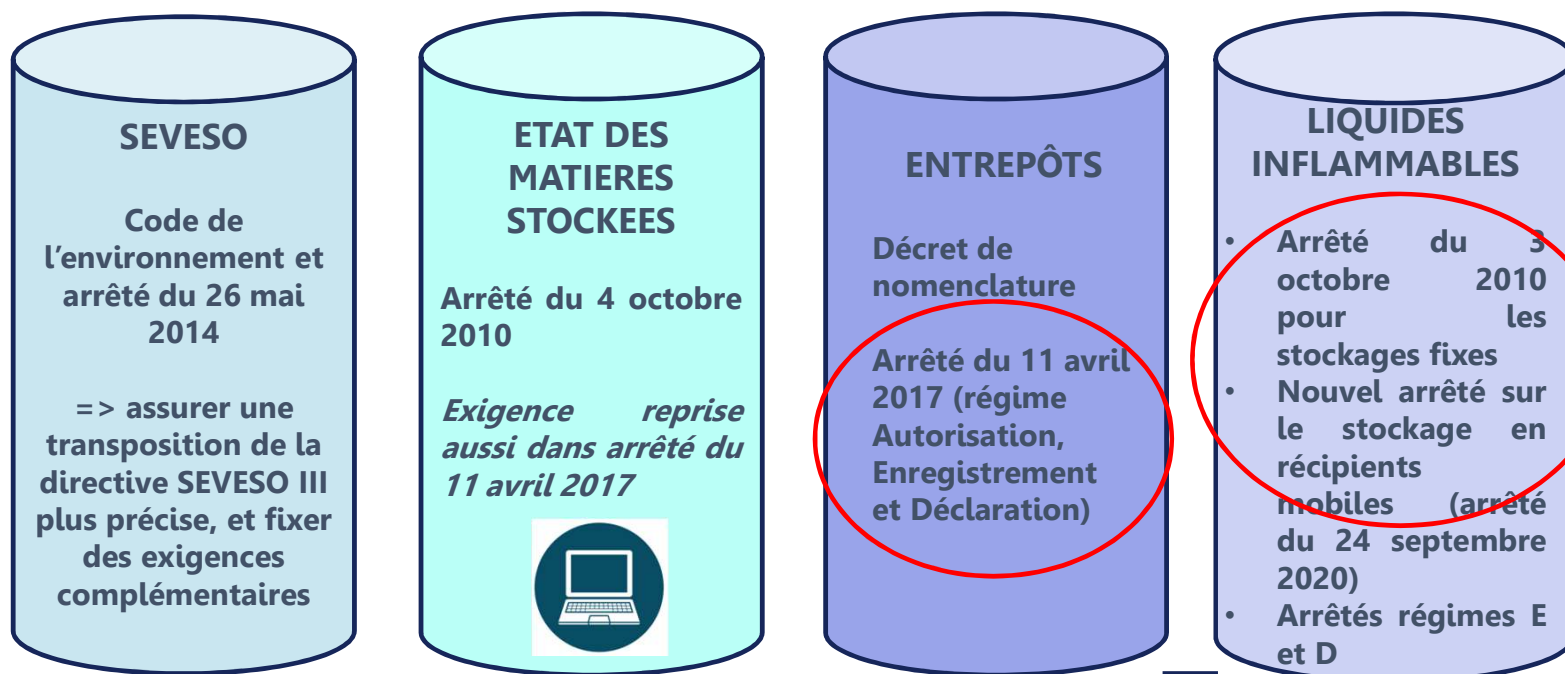 SEVESO
Code de
l’environnement et
arrêté du 26 mai
2014
=> assurer une
transposition de la
directive SEVESO III
plus précise, et fixer
des exigences
complémentaires
ETAT DES
MATIERES
STOCKEES
Arrêté du 4 octobre
2010
Exigence reprise
aussi dans arrêté du
11 avril 2017
ENTREPÔTS
Décret de
nomenclature
Arrêté du 11 avril
2017 (régime
Autorisation,
Enregistrement
et Déclaration)
LIQUIDES
INFLAMMABLES
• Arrêté du 3
octobre 2010
pour les
stockages fixes
• Nouvel arrêté sur
le stockage en
récipients
mobiles (arrêté
du 24 septembre
2020)
• Arrêtés régimes E
et D